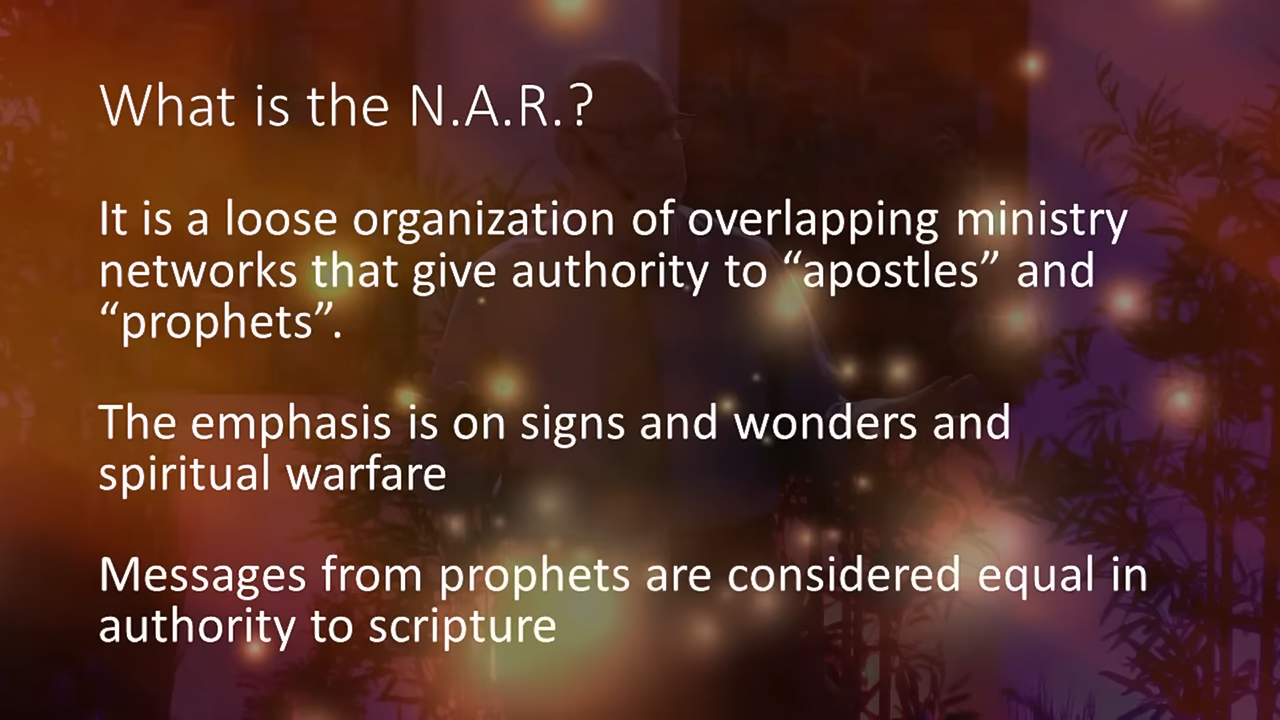 What is the N.A.R.?
It is a loose organization of overlapping ministry
networks that give authority to “apostles” and
“prophets”.
The emphasis is on signs and wonders and
spiritual warfare
Messages from prophets are considered equal in
authority to scripture